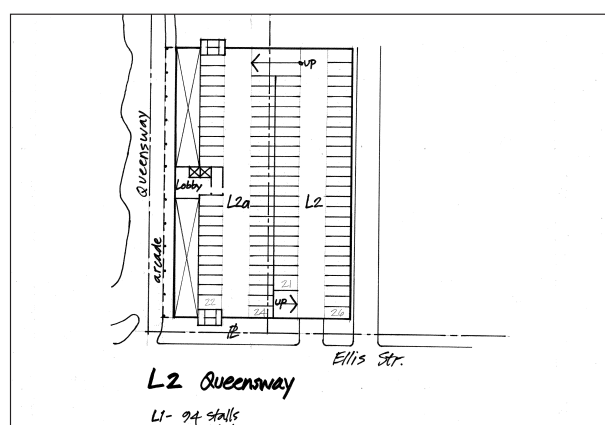 UP
Queensway
Lobby
L2a
L2
arcade
21
22
24
UP
26
PL
Ellis Str.
L2 Queensway
L1- 94 stalls